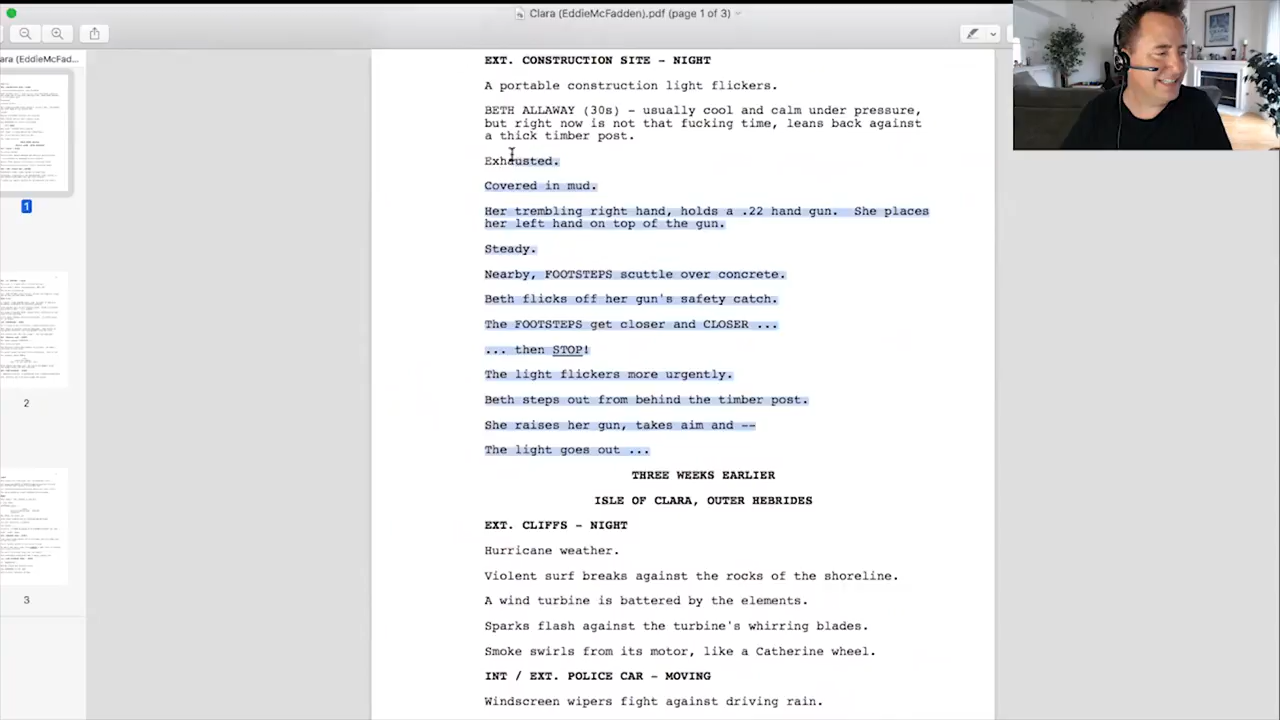 Clara (EddieMcFadden).pdf (page 1 of 3)
ara (EddieMcFad...
1
2
3
EXT. CONSTRUCTION SITE - NIGHT
A portable construction light flickers.
BETH ILLAWAY (30s) - usually cool and calm under pressure,
but right now is not that fucking time, leans back against
a thick timber post.
Exhausted.
Covered in mud.
Her trembling right hand, holds a .22 hand gun. She places
her left hand on top of the gun.
Steady.
Nearby, FOOTSTEPS scuttle over concrete.
Beth flicks off her gun's safety catch.
The FOOTSTEPS get closer and CLOSER ...
... then STOP!
The light flickers more urgently.
Beth steps out from behind the timber post.
She raises her gun, takes aim and --
The light goes out ...
THREE WEEKS EARLIER
ISLE OF CLARA, OUTER HEBRIDES
EXT. CLIFFS - NIGHT
Hurricane weather.
Violent surf breaks against the rocks of the shoreline.
A wind turbine is battered by the elements.
Sparks flash against the turbine's whirring blades.
Smoke swirls from its motor, like a Catherine wheel.
INT / EXT. POLICE CAR - MOVING
Windscreen wipers fight against driving rain.